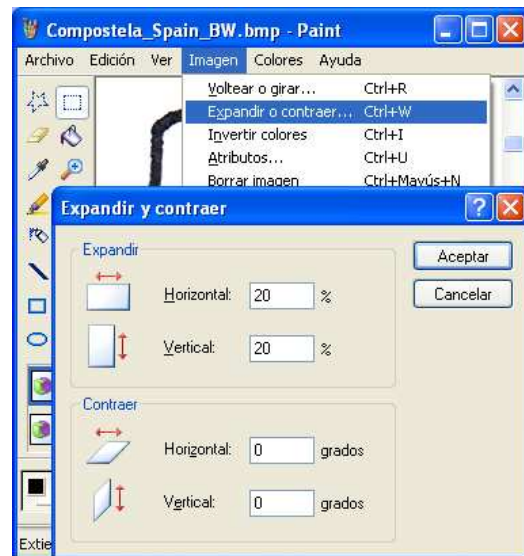 Compostela_Spain_BW.bmp - Paint
Archivo Edición Ver Imagen Colores Ayuda
Voltear o girar... Ctrl+R
Expandir o contraer... Ctrl+W
Invertir colores Ctrl+I
Atributos... Ctrl+U
Borrar imagen Ctrl+Mayús+N
Expandir y contraer
Expandir
Aceptar
Horizontal: 20 %
Cancelar
Vertical: 20 %
Contraer
Horizontal: 0 grados
Vertical: 0 grados
Extie